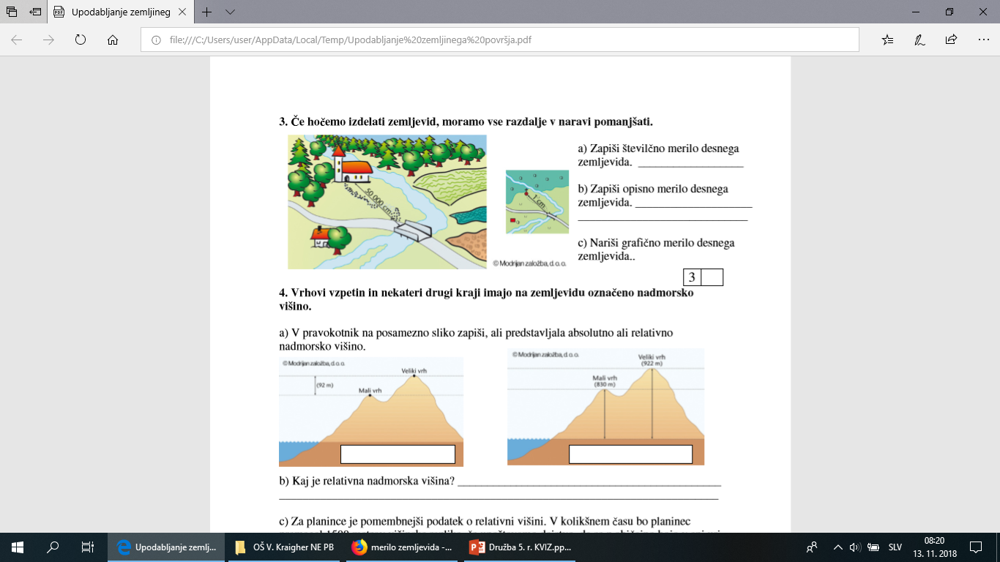 Upodabljanje zemljineg
file:///C:/Users/user/AppData/Local/Temp/Upodabljanje%20zemljinega%20površja.pdf
3. Če hočemo izdelati zemljevid, moramo vse razdalje v naravi pomanjšati.
50 000 cm
1 cm
© Modrijan založba, d. o. o.
a) Zapiši številčno merilo desnega
zemljevida. __________________
b) Zapiši opisno merilo desnega
zemljevida. ____________________
_____________________________
c) Nariši grafično merilo desnega
zemljevida..
3
4. Vrhovi vzpetin in nekateri drugi kraji imajo na zemljevidu označeno nadmorsko
višino.
a) V pravokotnik na posamezno sliko zapiši, ali predstavljala absolutno ali relativno
nadmorsko višino.
© Modrijan založba, d. o. o.
Veliki vrh
(92 m)
Mali vrh
© Modrijan založba, d. o. o.
Veliki vrh
(922 m)
Mali vrh
(830 m)
b) Kaj je relativna nadmorska višina? _____________________________________________
___________________________________________________________________________
c) Za planince je pomembnejši podatek o relativni višini. V kolikšnem času bo planinec
Upodabljanje zemlj...
OŠ V. Kraigher NE PB
merilo zemljevida -...
Družba 5. r. KVIZ.pp...
SLV
08:20
13. 11. 2018